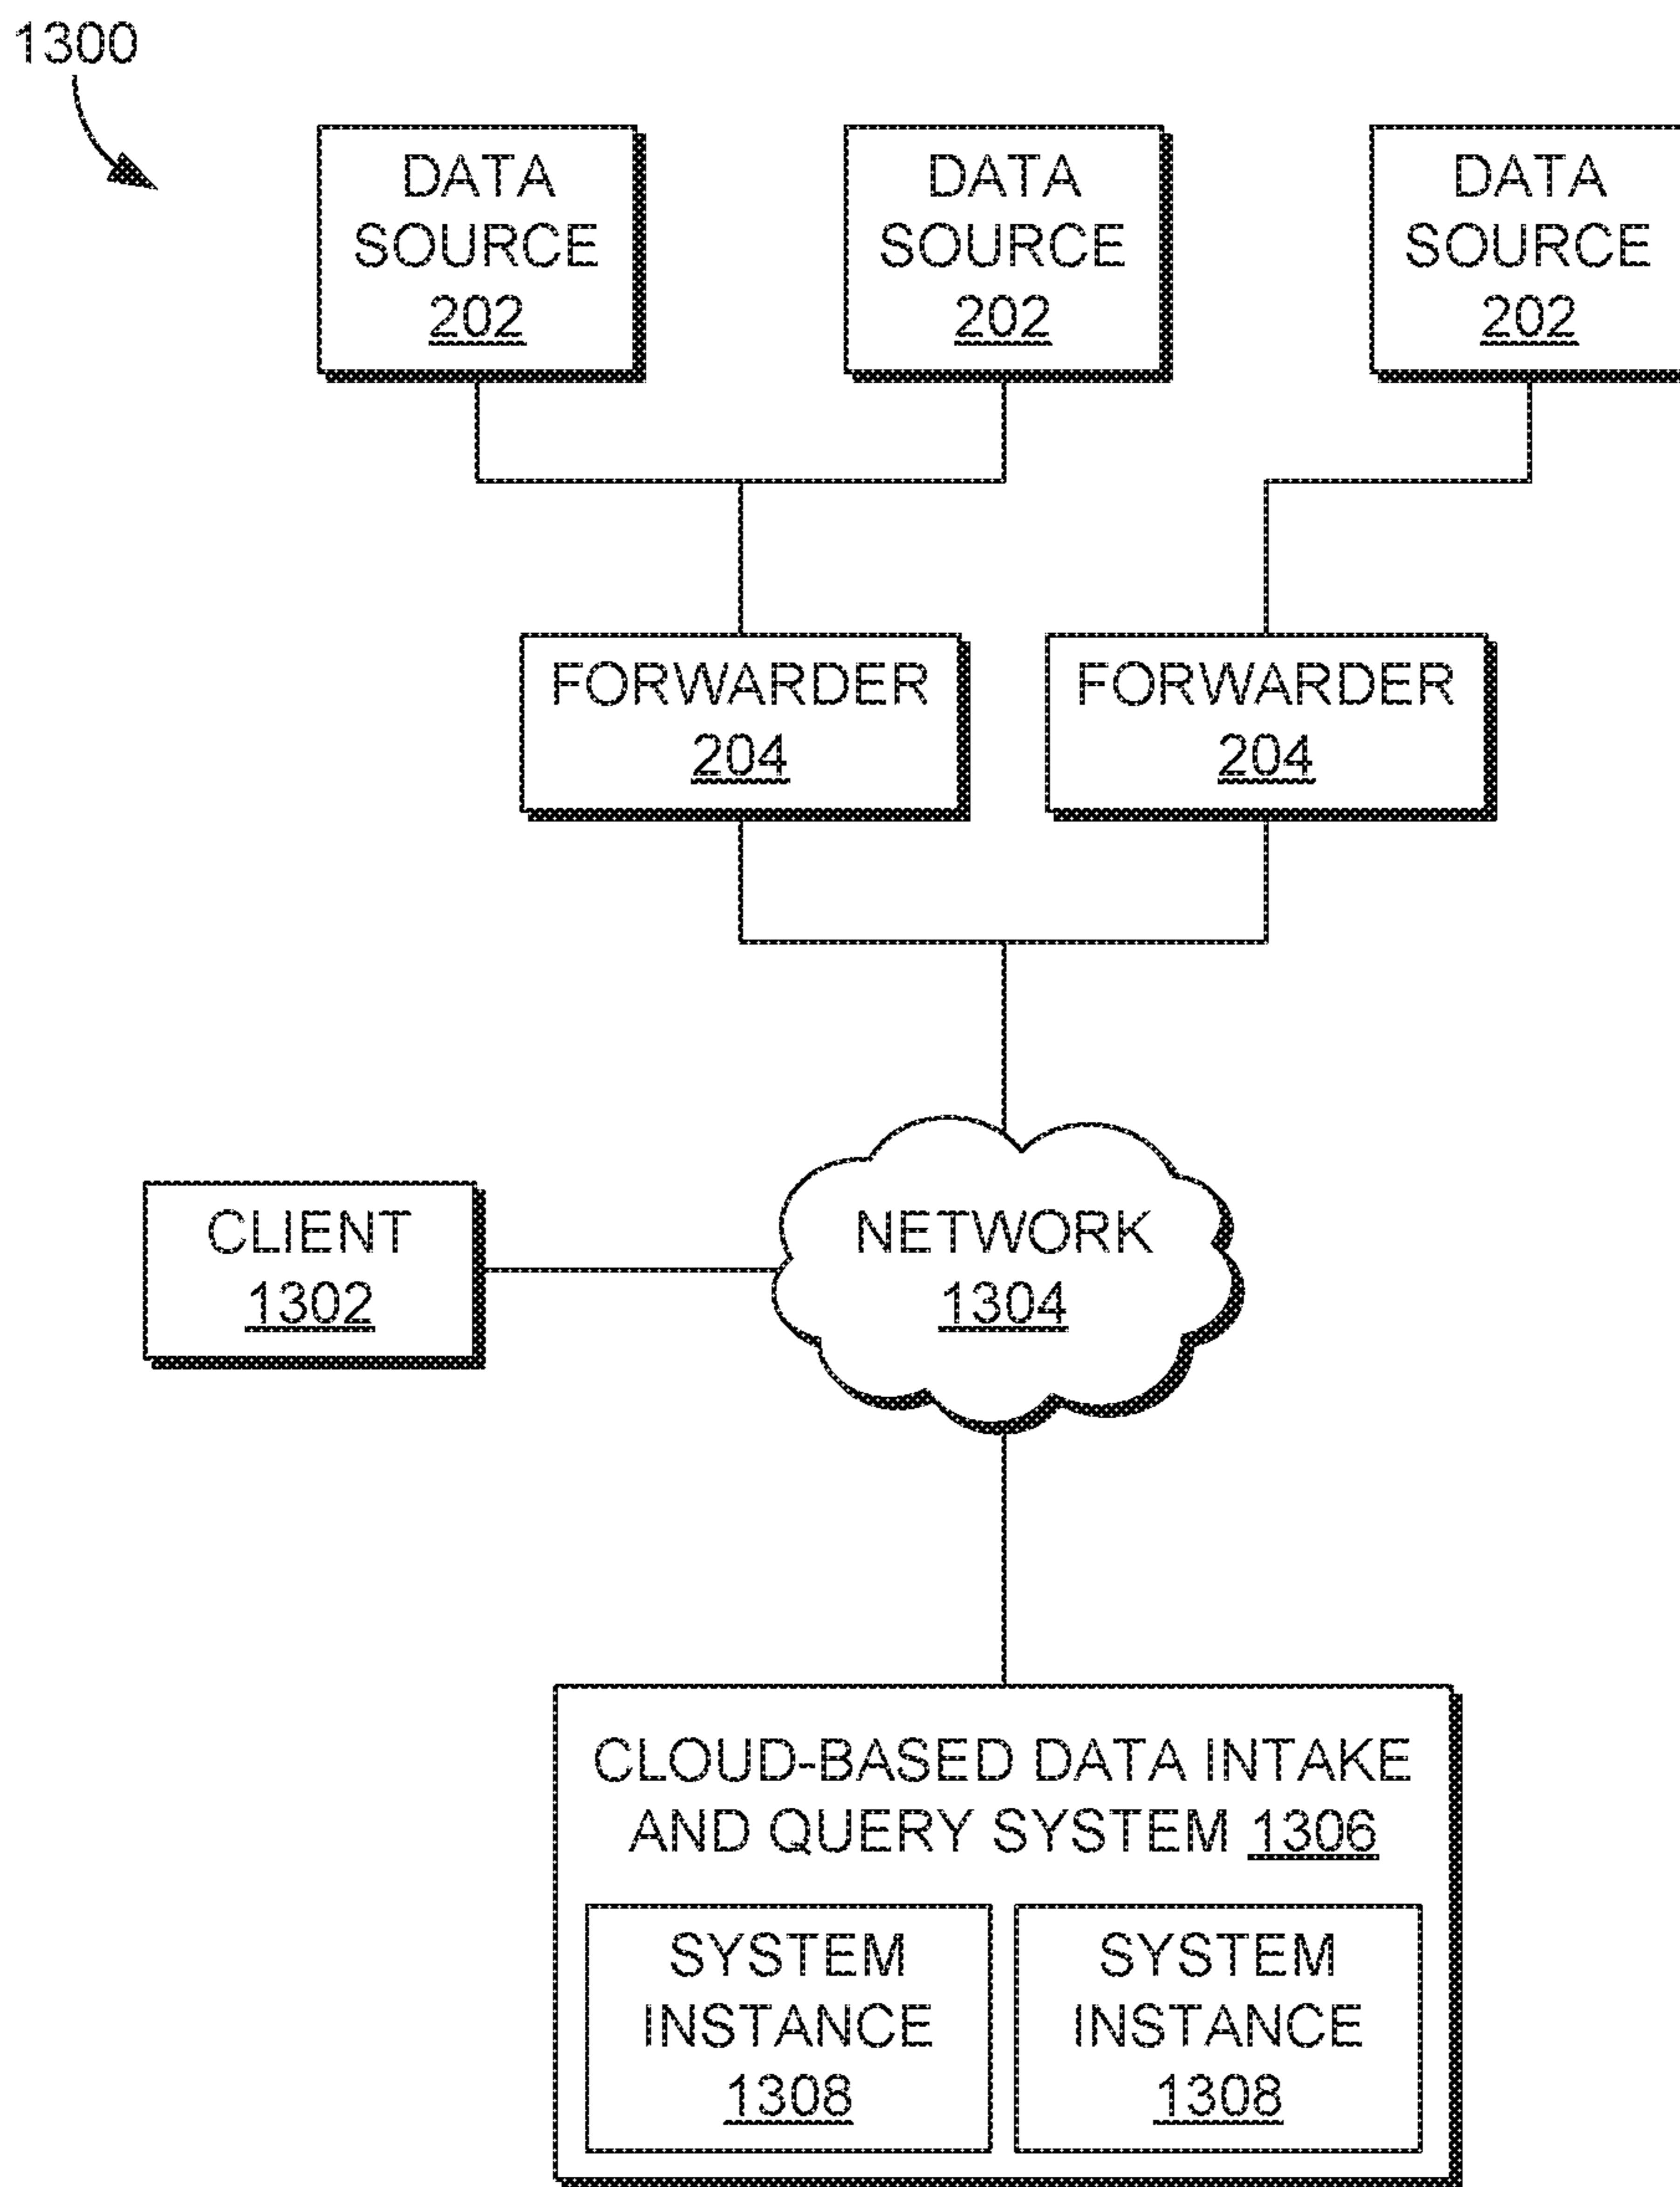 1300
DATA
SOURCE
202
DATA
SOURCE
202
DATA
SOURCE
202
FORWARDER
204
FORWARDER
204
CLIENT
1302
NETWORK
1304
CLOUD-BASED DATA INTAKE
AND QUERY SYSTEM 1306
SYSTEM
INSTANCE
1308
SYSTEM
INSTANCE
1308